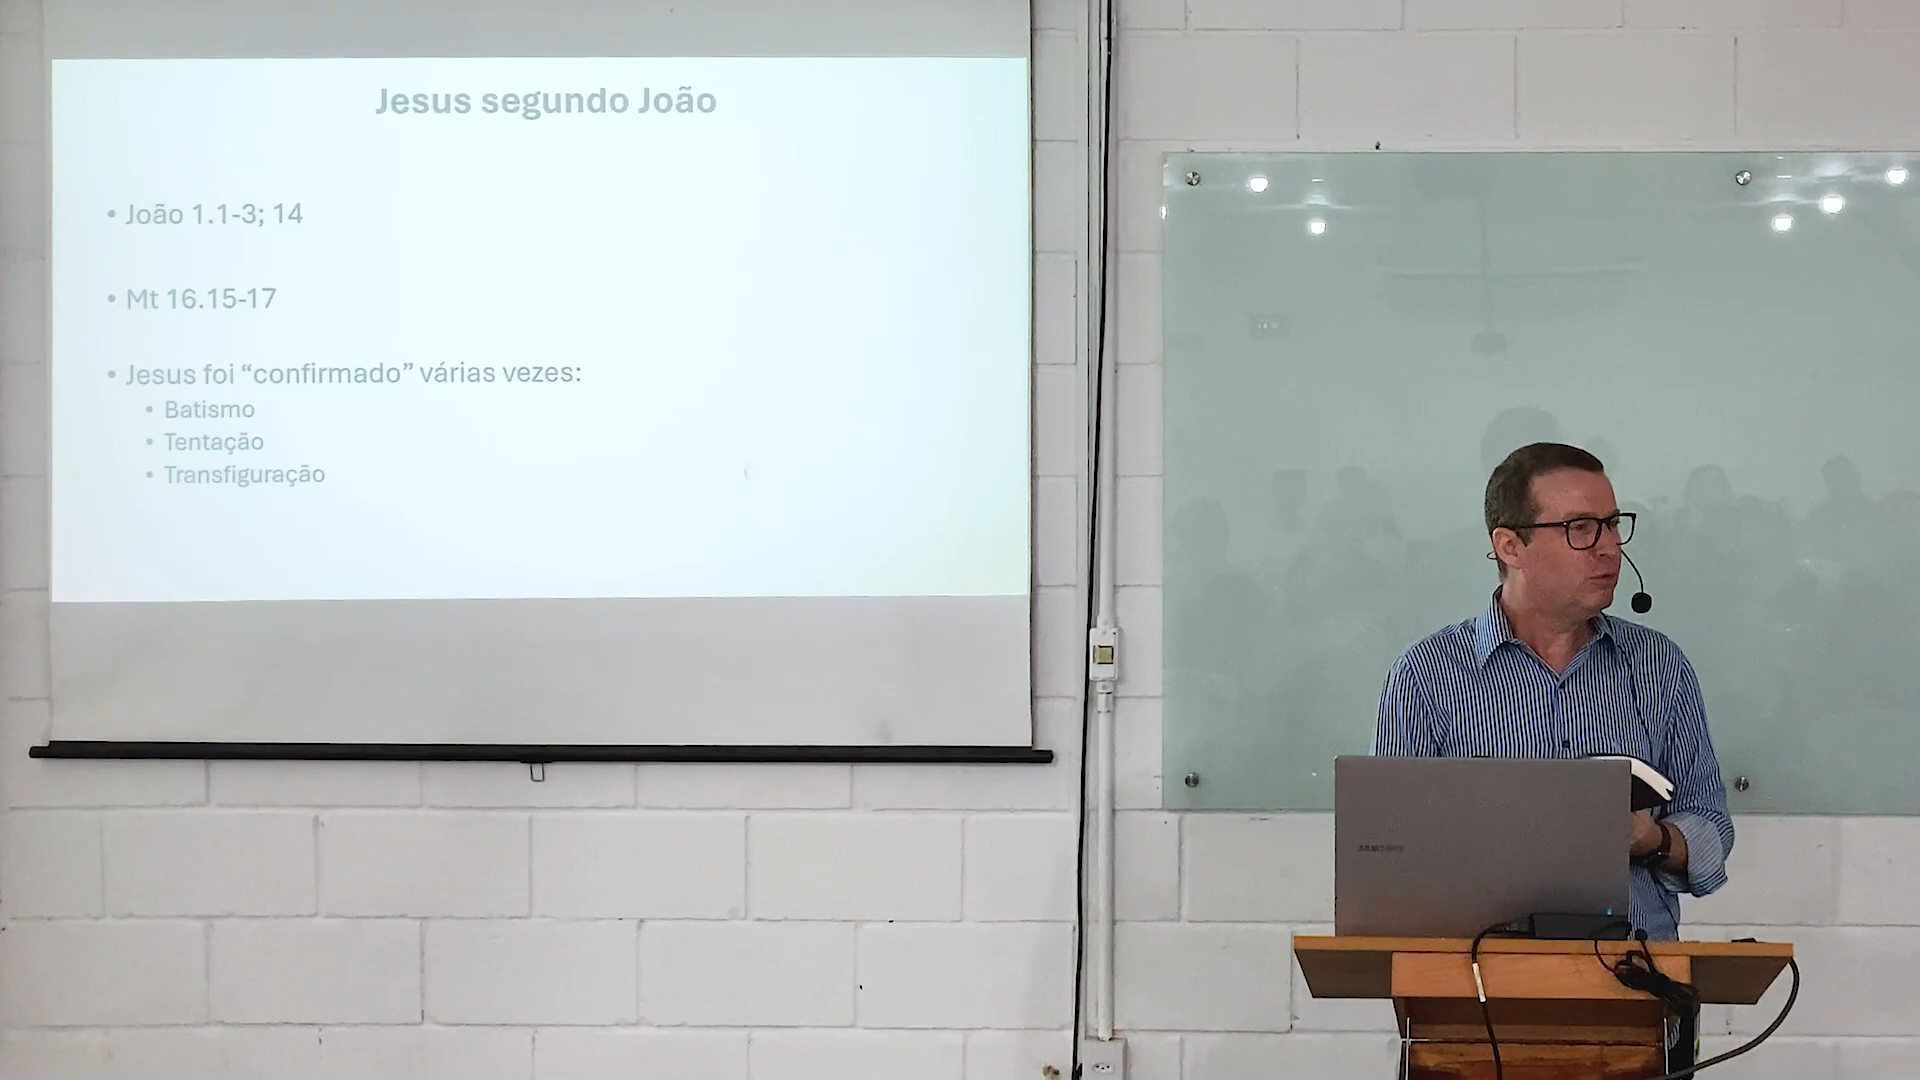 Jesus segundo João
• João 1.1-3; 14
• Mt 16.15-17
• Jesus foi “confirmado” várias vezes:
• Batismo
• Tentação
• Transfiguração
SAMSUNG